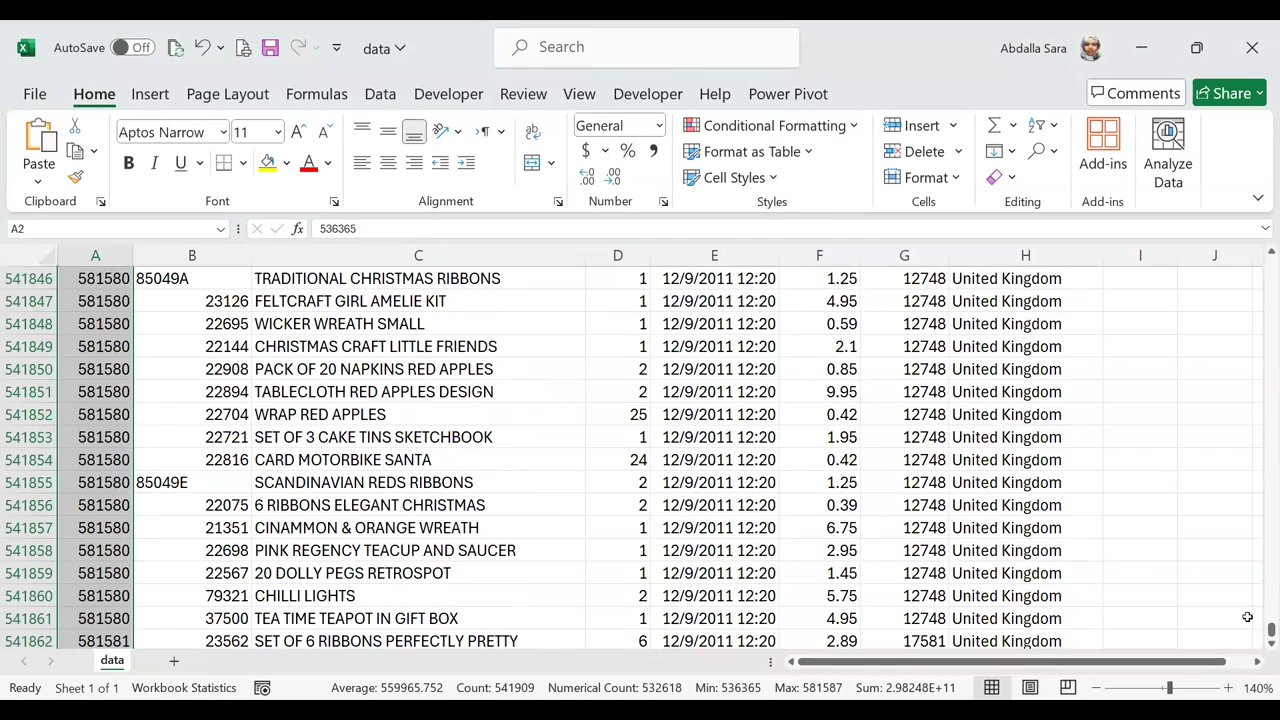 AutoSave Off data Search Abdalla Sara
File Home Insert Page Layout Formulas Data Developer Review View Developer Help Power Pivot Comments Share
Paste Aptos Narrow 11 General Conditional Formatting Insert Add-ins Analyze Data
B I U A $ % Format as Table Delete
Cell Styles Format
Clipboard Font Alignment Number Styles Cells Editing Add-ins
A2 fx 536365
A B C D E F G H I J
541846 581580 85049A TRADITIONAL CHRISTMAS RIBBONS 1 12/9/2011 12:20 1.25 12748 United Kingdom
541847 581580 23126 FELTCRAFT GIRL AMELIE KIT 1 12/9/2011 12:20 4.95 12748 United Kingdom
541848 581580 22695 WICKER WREATH SMALL 1 12/9/2011 12:20 0.59 12748 United Kingdom
541849 581580 22144 CHRISTMAS CRAFT LITTLE FRIENDS 1 12/9/2011 12:20 2.1 12748 United Kingdom
541850 581580 22908 PACK OF 20 NAPKINS RED APPLES 2 12/9/2011 12:20 0.85 12748 United Kingdom
541851 581580 22894 TABLECLOTH RED APPLES DESIGN 2 12/9/2011 12:20 9.95 12748 United Kingdom
541852 581580 22704 WRAP RED APPLES 25 12/9/2011 12:20 0.42 12748 United Kingdom
541853 581580 22721 SET OF 3 CAKE TINS SKETCHBOOK 1 12/9/2011 12:20 1.95 12748 United Kingdom
541854 581580 22816 CARD MOTORBIKE SANTA 24 12/9/2011 12:20 0.42 12748 United Kingdom
541855 581580 85049E SCANDINAVIAN REDS RIBBONS 2 12/9/2011 12:20 1.25 12748 United Kingdom
541856 581580 22075 6 RIBBONS ELEGANT CHRISTMAS 2 12/9/2011 12:20 0.39 12748 United Kingdom
541857 581580 21351 CINAMMON & ORANGE WREATH 1 12/9/2011 12:20 6.75 12748 United Kingdom
541858 581580 22698 PINK REGENCY TEACUP AND SAUCER 1 12/9/2011 12:20 2.95 12748 United Kingdom
541859 581580 22567 20 DOLLY PEGS RETROSPOT 1 12/9/2011 12:20 1.45 12748 United Kingdom
541860 581580 79321 CHILLI LIGHTS 2 12/9/2011 12:20 5.75 12748 United Kingdom
541861 581580 37500 TEA TIME TEAPOT IN GIFT BOX 1 12/9/2011 12:20 4.95 12748 United Kingdom
541862 581581 23562 SET OF 6 RIBBONS PERFECTLY PRETTY 6 12/9/2011 12:20 2.89 17581 United Kingdom
data
Ready Sheet 1 of 1 Workbook Statistics Average: 559965.752 Count: 541909 Numerical Count: 532618 Min: 536365 Max: 581587 Sum: 2.98248E+11 140%